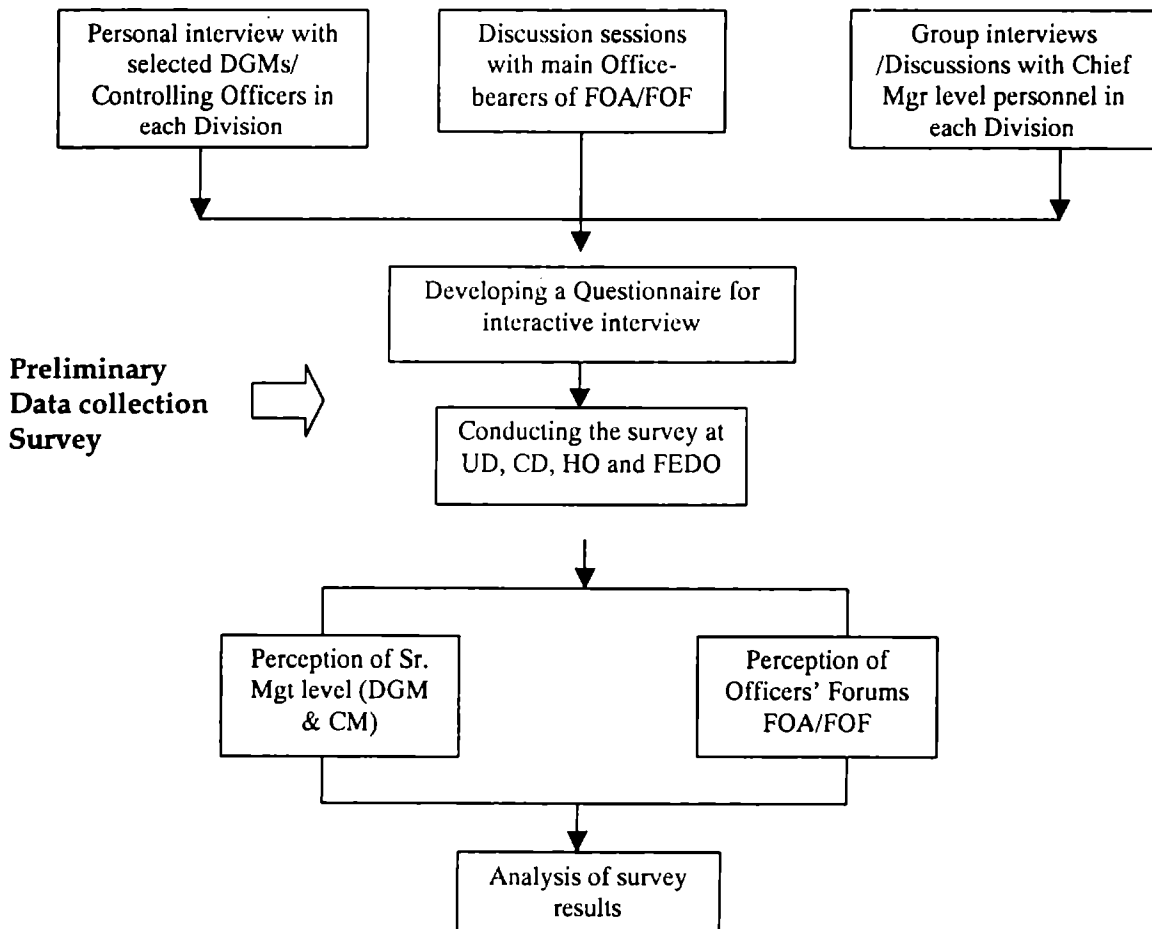 Personal interview with
selected DGMs/
Controlling Officers in
each Division
Discussion sessions
with main Office-
bearers of FOA/FOF
Group interviews
/Discussions with Chief
Mgr level personnel in
each Division
Developing a Questionnaire for
interactive interview
Preliminary
Data collection
Survey
Conducting the survey at
UD, CD, HO and FEDO
Perception of Sr.
Mgt level (DGM
& CM)
Perception of
Officers' Forums
FOA/FOF
Analysis of survey
results